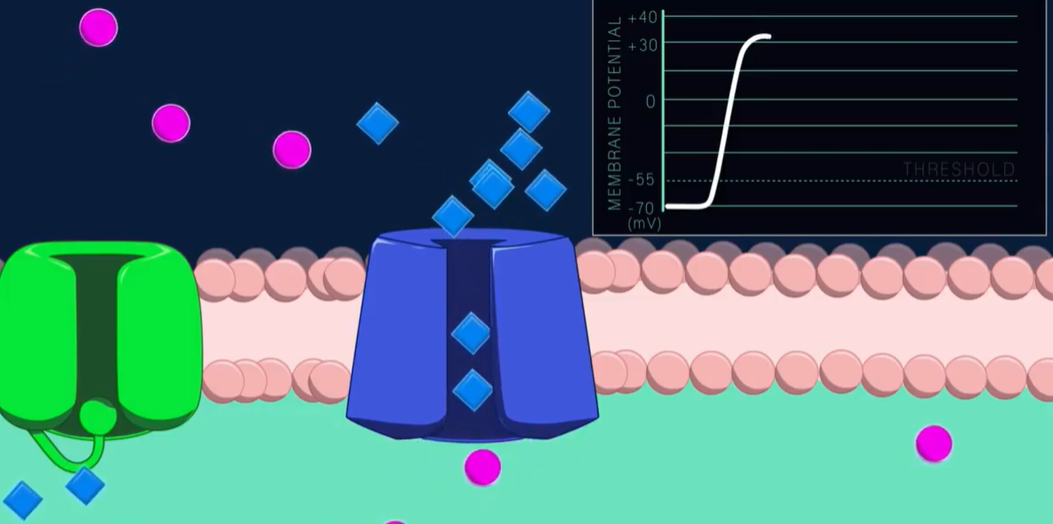 MEMBRANE POTENTIAL
+40
+30
0
THRESHOLD
-55
-70
(mV)